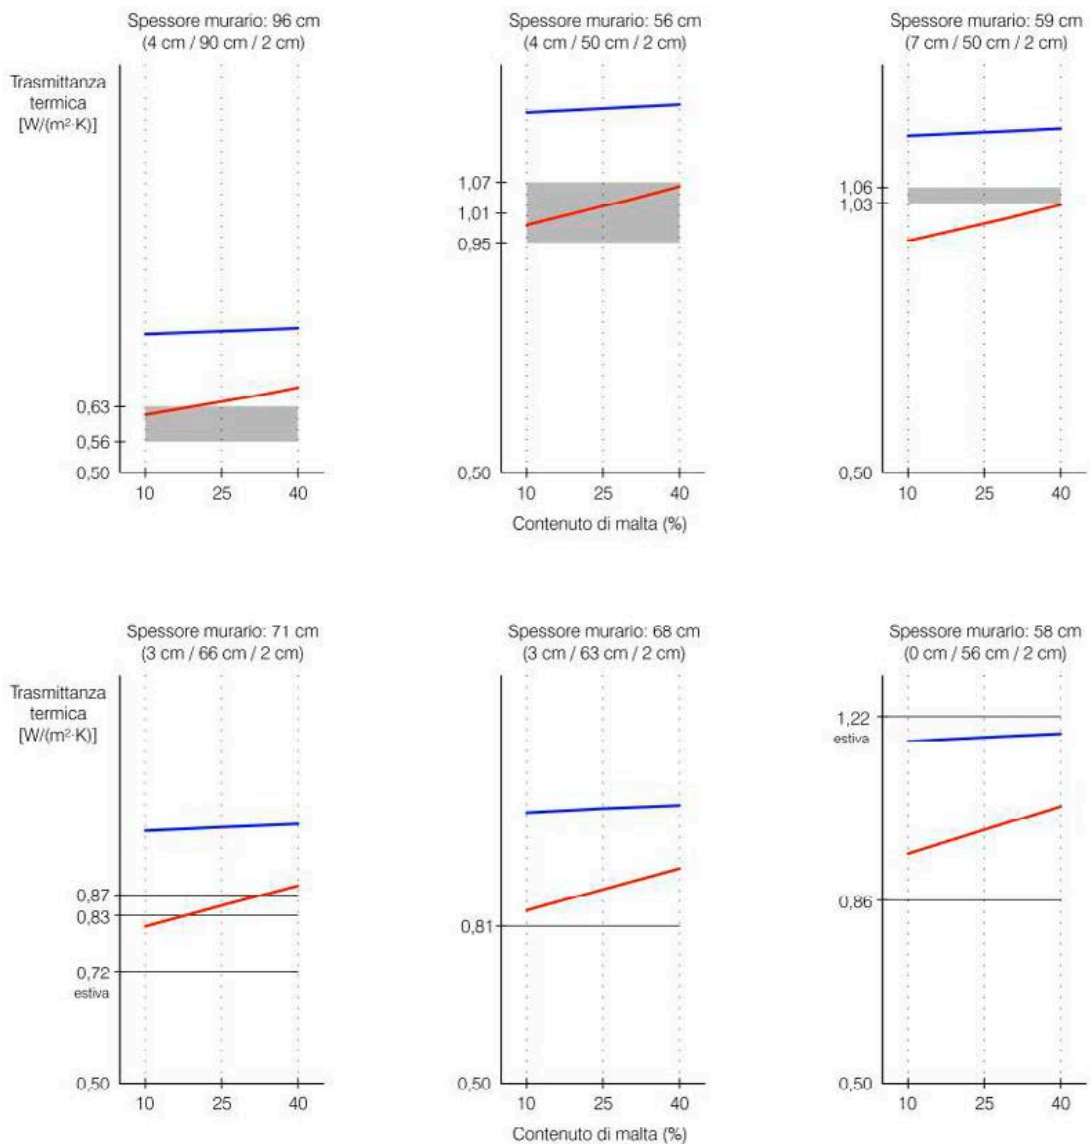 Spessore murario: 96 cm
(4 cm / 90 cm / 2 cm)
Trasmittanza
termica
[W/(m²·K)]
0,63
0,56
0,50
10 25 40
Spessore murario: 56 cm
(4 cm / 50 cm / 2 cm)
1,07
1,01
0,95
0,50
10 25 40
Contenuto di malta (%)
Spessore murario: 59 cm
(7 cm / 50 cm / 2 cm)
1,06
1,03
0,50
10 25 40
Spessore murario: 71 cm
(3 cm / 66 cm / 2 cm)
Trasmittanza
termica
[W/(m²·K)]
0,87
0,83
0,72
estiva
0,50
10 25 40
Spessore murario: 68 cm
(3 cm / 63 cm / 2 cm)
0,81
0,50
10 25 40
Contenuto di malta (%)
Spessore murario: 58 cm
(0 cm / 56 cm / 2 cm)
1,22
estiva
0,86
0,50
10 25 40